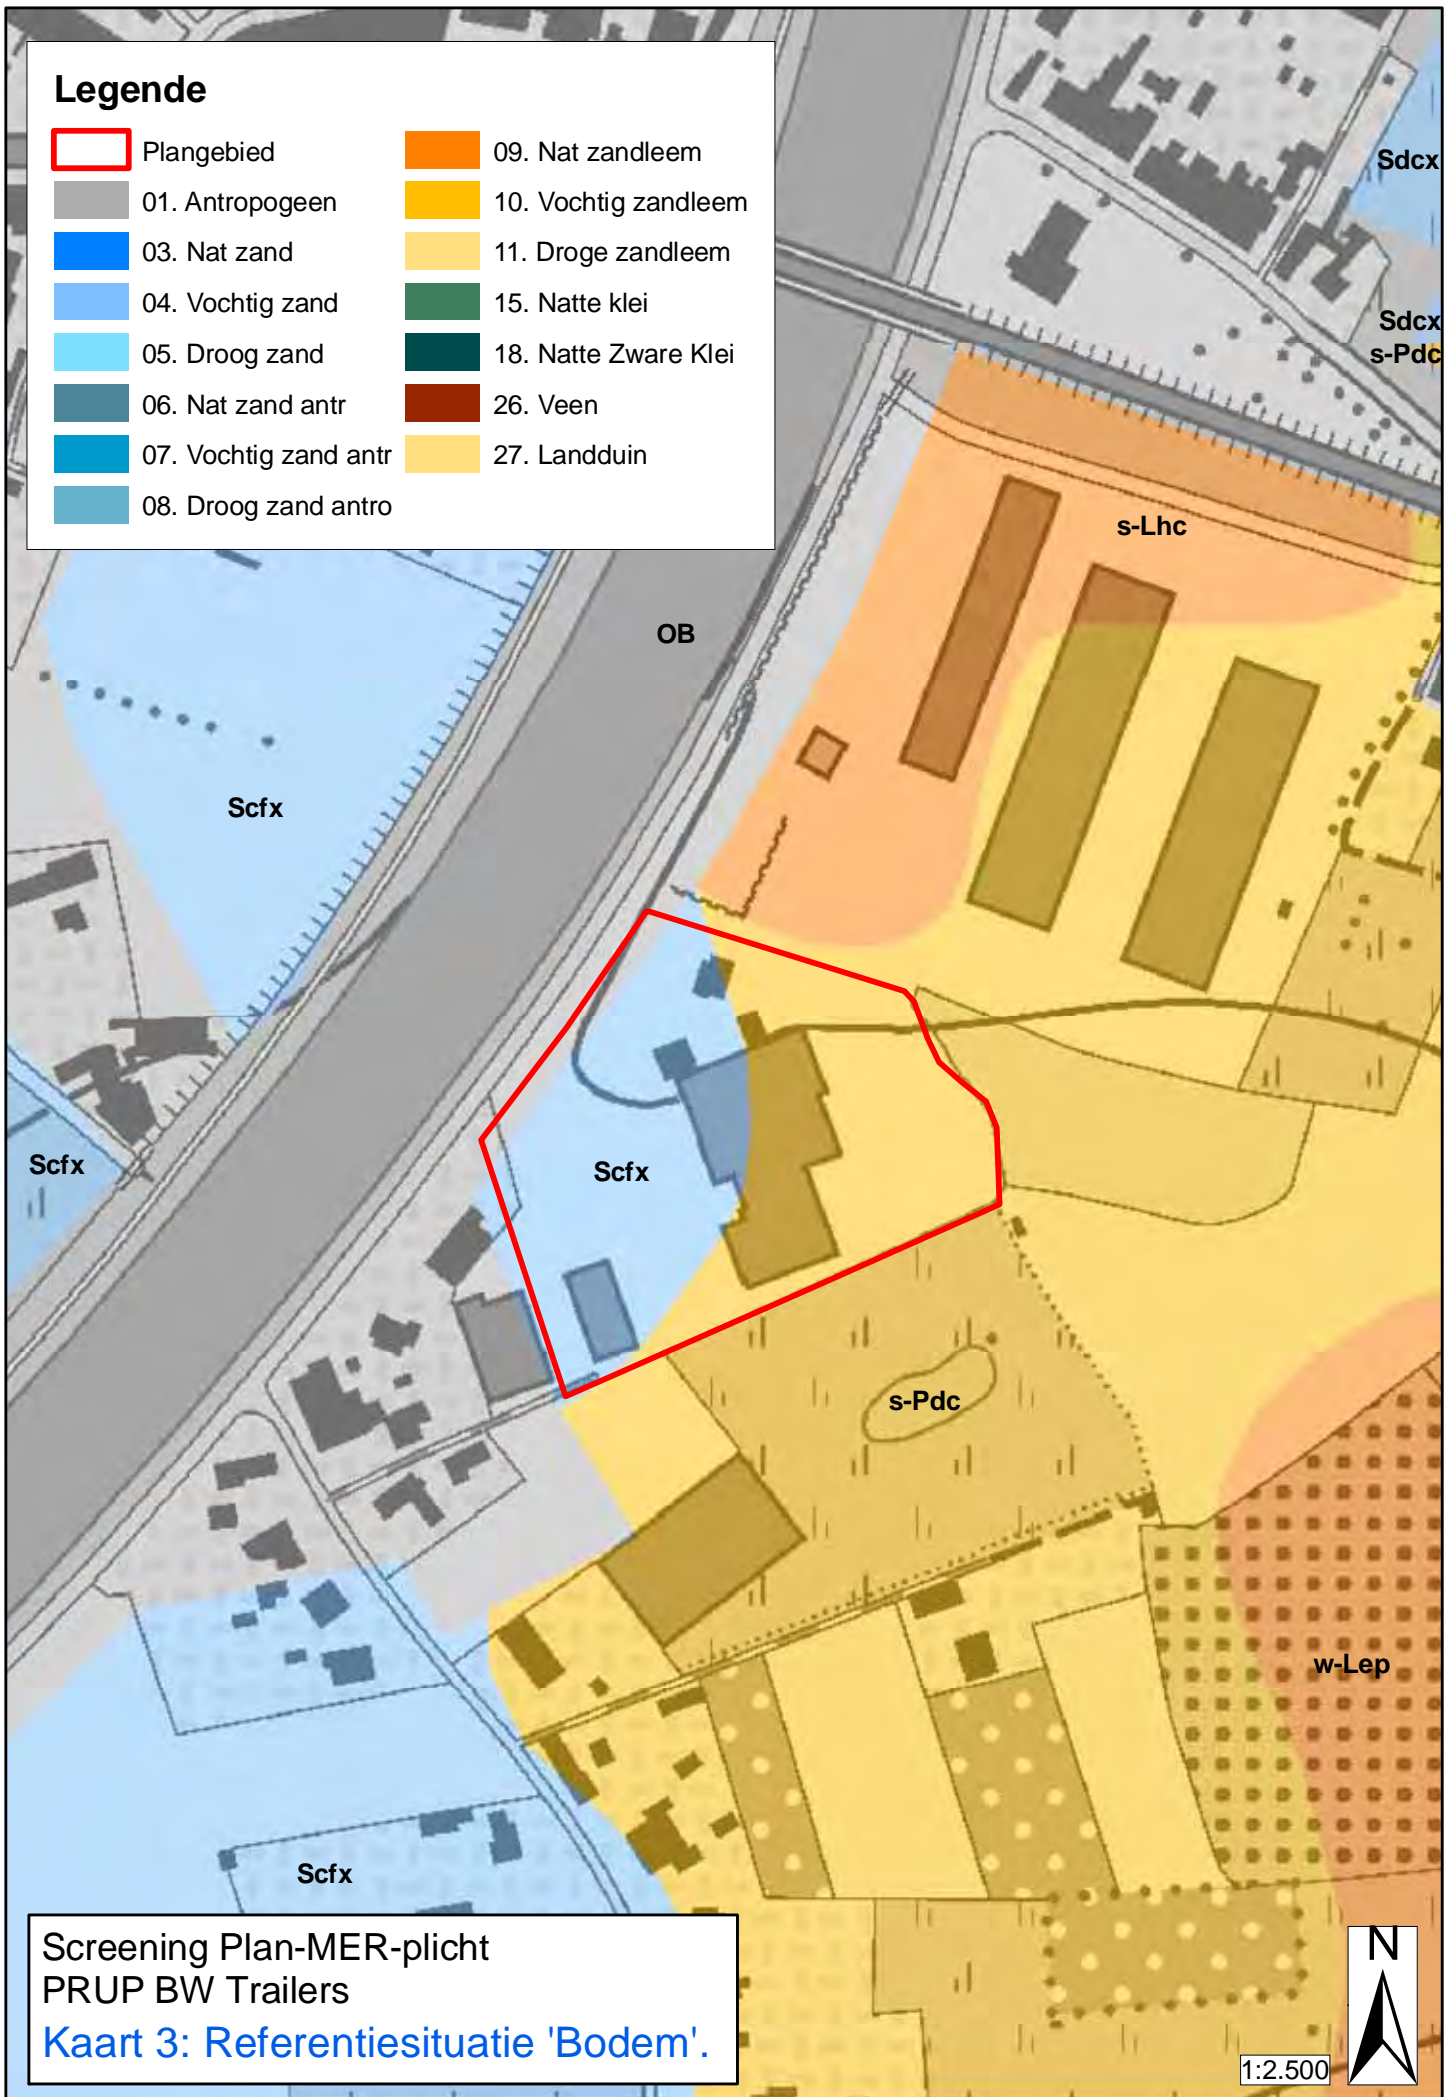 Legende
Plangebied
01. Antropogeen
03. Nat zand
04. Vochtig zand
05. Droog zand
06. Nat zand antr
07. Vochtig zand antr
08. Droog zand antro
09. Nat zandleem
10. Vochtig zandleem
11. Droge zandleem
15. Natte klei
18. Natte Zware Klei
26. Veen
27. Landduin
Sdcx
Sdcx
s-Pdc
s-Lhc
OB
Scfx
Scfx
Scfx
s-Pdc
w-Lep
Scfx
Screening Plan-MER-plicht
PRUP BW Trailers
Kaart 3: Referentiesituatie 'Bodem'.
N
1:2.500